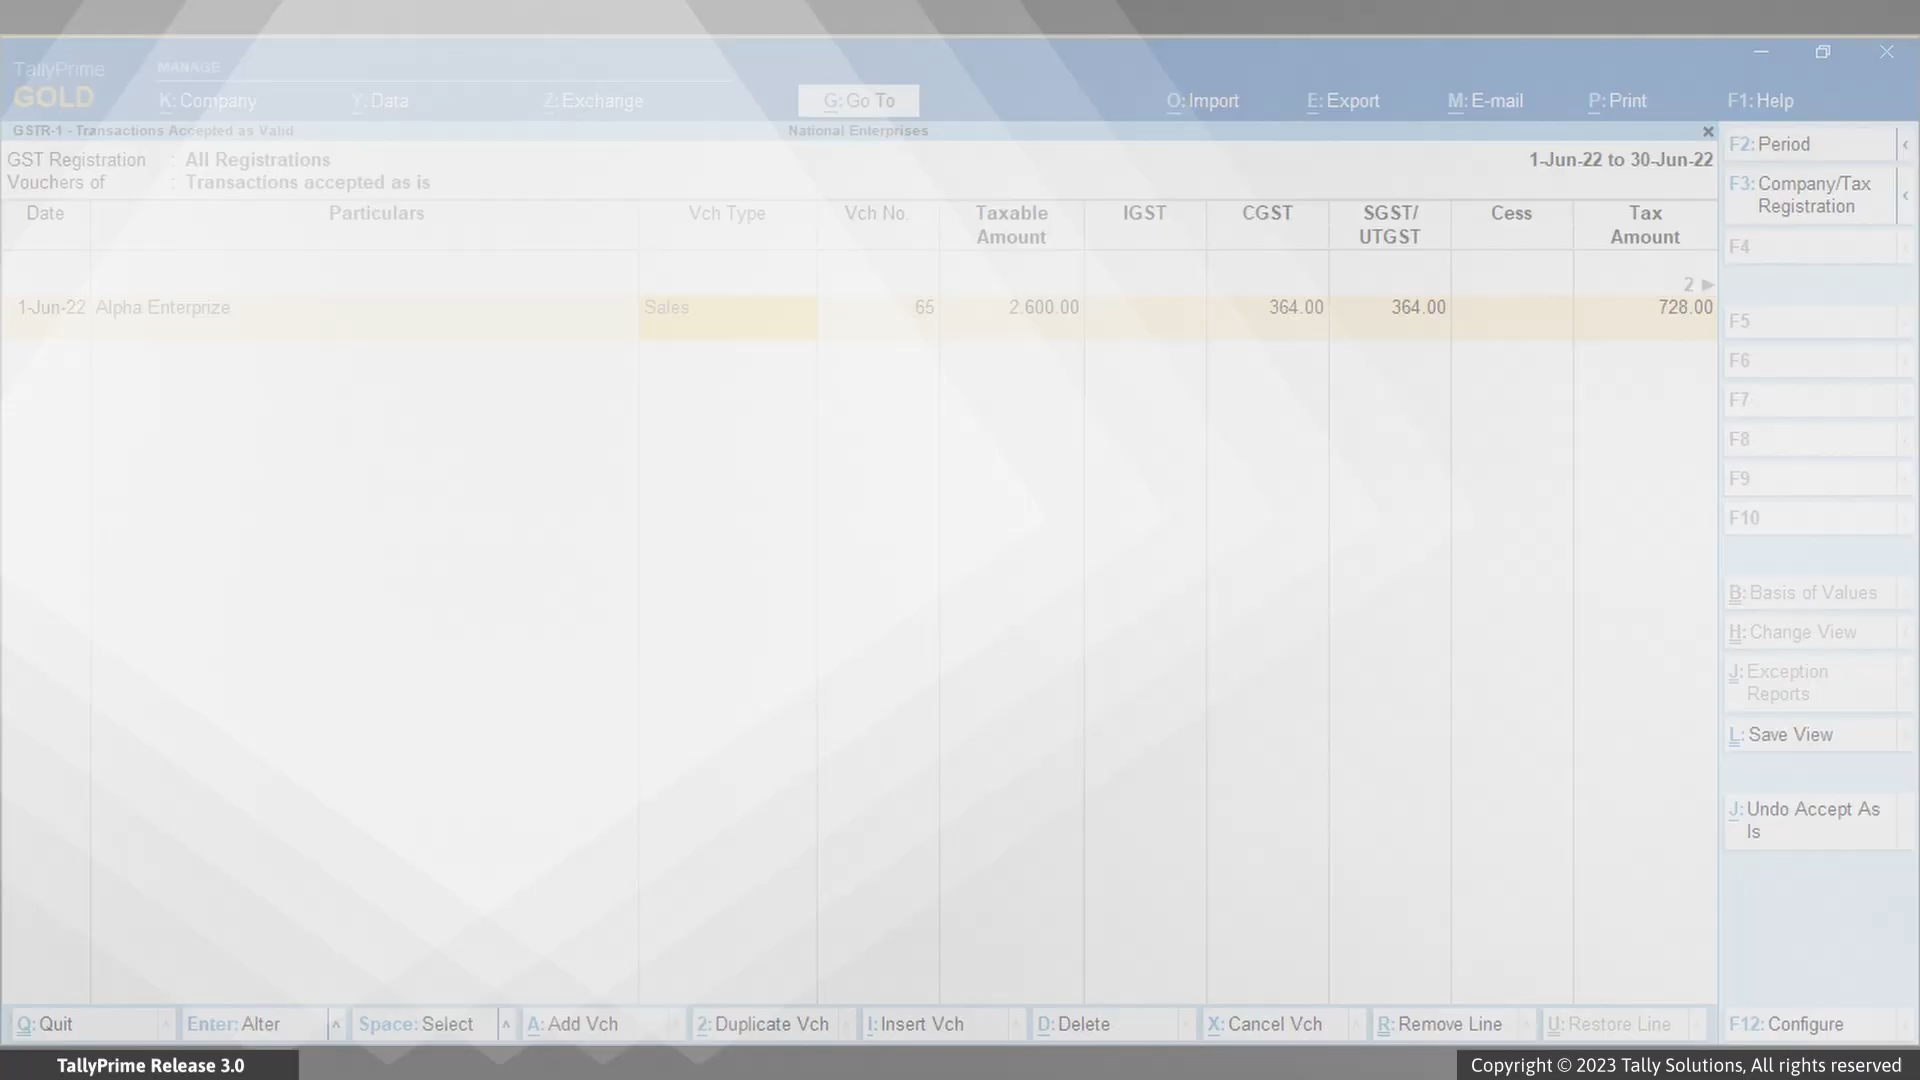 TallyPrime
GOLD
MANAGE
K: Company
Y: Data
Z: Exchange
G: Go To
O: Import
E: Export
M: E-mail
P: Print
F1: Help
GSTR-1 - Transactions Accepted as Valid
National Enterprises
GST Registration : All Registrations
1-Jun-22 to 30-Jun-22
Vouchers of : Transactions accepted as is
Date Particulars Vch Type Vch No. Taxable Amount IGST CGST SGST/ UTGST Cess Tax Amount
2
1-Jun-22 Alpha Enterprize Sales 65 2,600.00 364.00 364.00 728.00
F2: Period
F3: Company/Tax
Registration
F4
F5
F6
F7
F8
F9
F10
B: Basis of Values
H: Change View
J: Exception
Reports
L: Save View
J: Undo Accept As
Is
Q: Quit
Enter: Alter
Space: Select
A: Add Vch
2: Duplicate Vch
I: Insert Vch
D: Delete
X: Cancel Vch
R: Remove Line
U: Restore Line
F12: Configure
TallyPrime Release 3.0
Copyright © 2023 Tally Solutions, All rights reserved